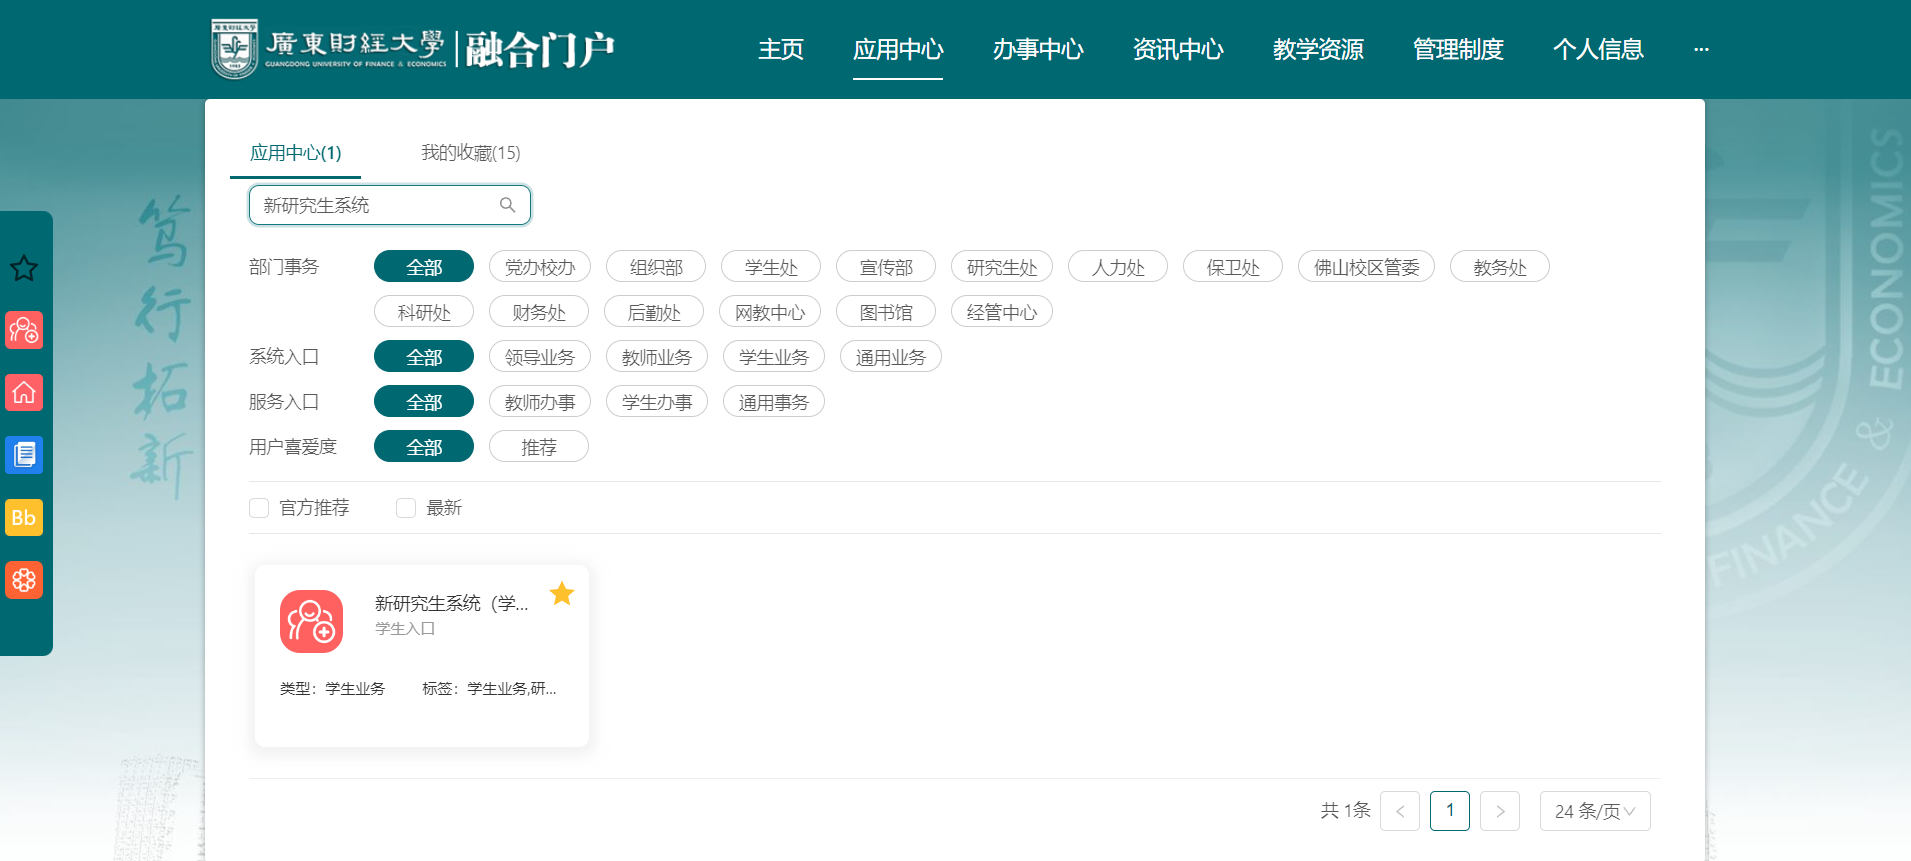 廣東財經大學
GUANGDONG UNIVERSITY OF FINANCE & ECONOMICS
融合门户
主页 应用中心 办事中心 资讯中心 教学资源 管理制度 个人信息 ...
应用中心(1) 我的收藏(15)
新研究生系统
部门事务 全部 党办校办 组织部 学生处 宣传部 研究生处 人力处 保卫处 佛山校区管委 教务处
科研处 财务处 后勤处 网教中心 图书馆 经管中心
系统入口 全部 领导业务 教师业务 学生业务 通用业务
服务入口 全部 教师办事 学生办事 通用事务
用户喜爱度 全部 推荐
官方推荐 最新
新研究生系统（学...
学生入口
类型：学生业务 标签：学生业务,研...
共 1条 < 1 > 24 条/页
Bb
笃行拓新
FINANCE & ECONOMICS